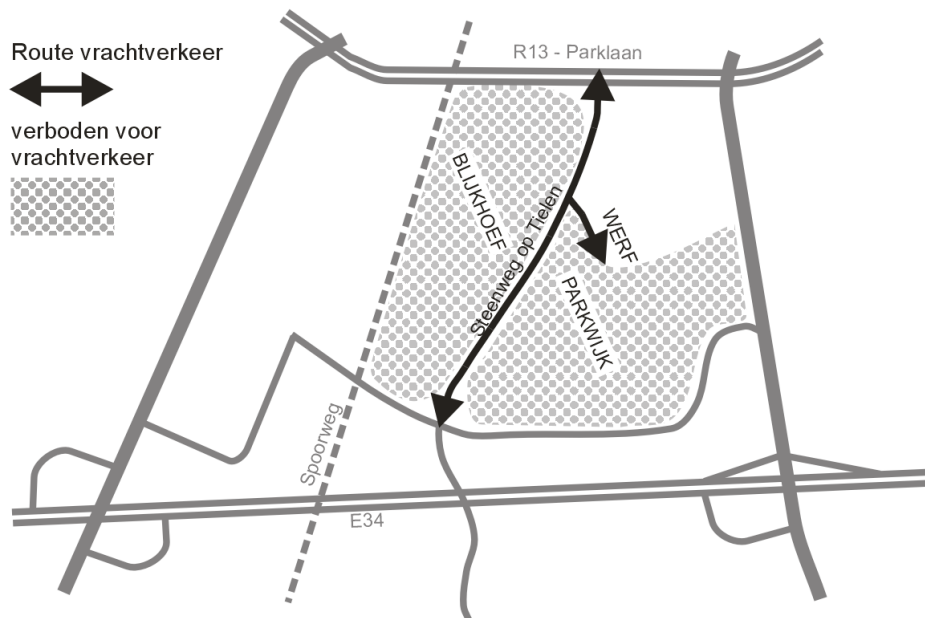 Route vrachtverkeer
verboden voor
vrachtverkeer
R13 - Parklaan
BLIJKHOEF
Steenweg op Tielen
WERF
PARKWIJK
Spoorweg
E34